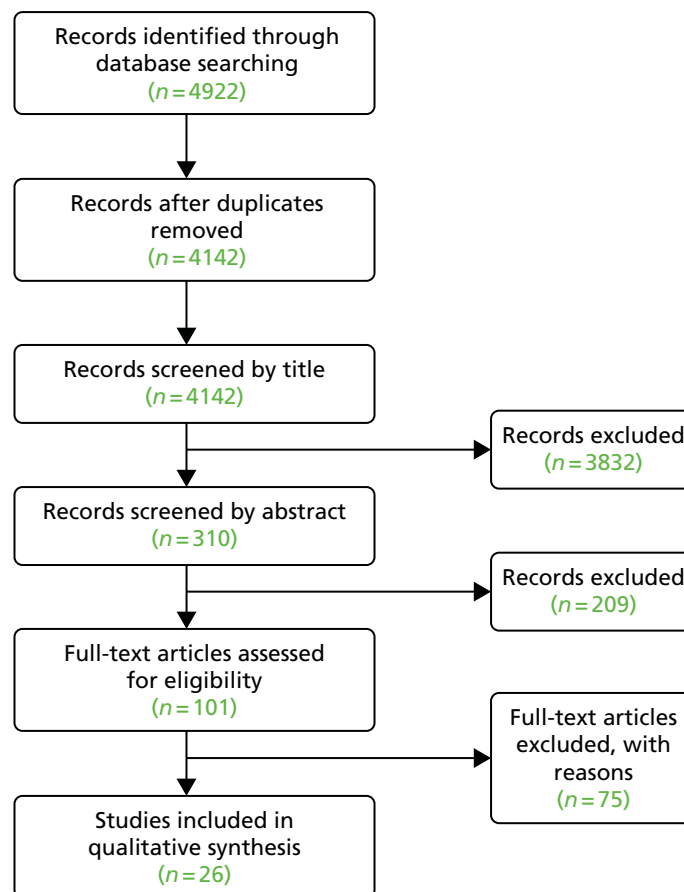 Records identified through
database searching
(n=4922)
Records after duplicates
removed
(n=4142)
Records screened by title
(n=4142)
Records excluded
(n=3832)
Records screened by abstract
(n=310)
Records excluded
(n=209)
Full-text articles assessed
for eligibility
(n=101)
Full-text articles
excluded, with
reasons
(n=75)
Studies included in
qualitative synthesis
(n=26)